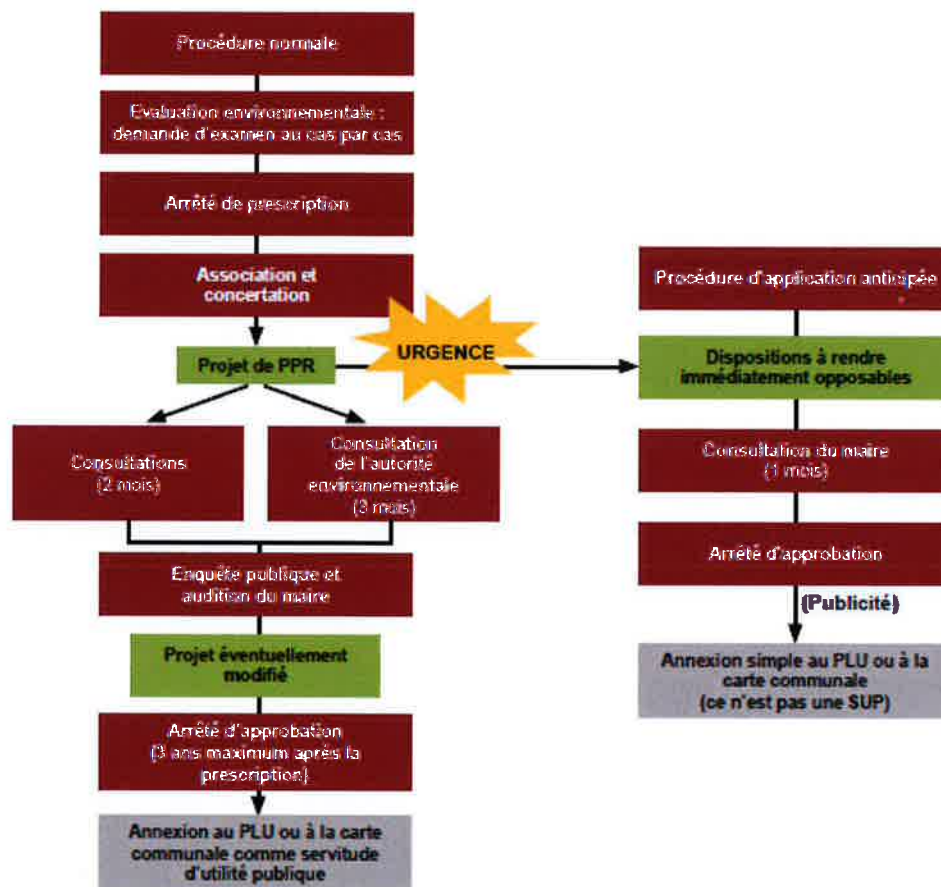 Procédure normale
Evaluation environnementale :
demande d'examen au cas par cas
Arrêté de prescription
Association et
concertation
Projet de PPR
URGENCE
Consultations
(2 mois)
Consultation
de l'autorité
environnementale
(3 mois)
Enquête publique et
audition du maire
Projet éventuellement
modifié
Arrêté d'approbation
(3 ans maximum après la
prescription)
Annexion au PLU ou à la carte
communale comme servitude
d'utilité publique
Procédure d'application anticipée
Dispositions à rendre
immédiatement opposables
Consultation du maire
(1 mois)
Arrêté d'approbation
(Publicité)
Annexion simple au PLU ou à la
carte communale
(ce n'est pas une SUP)